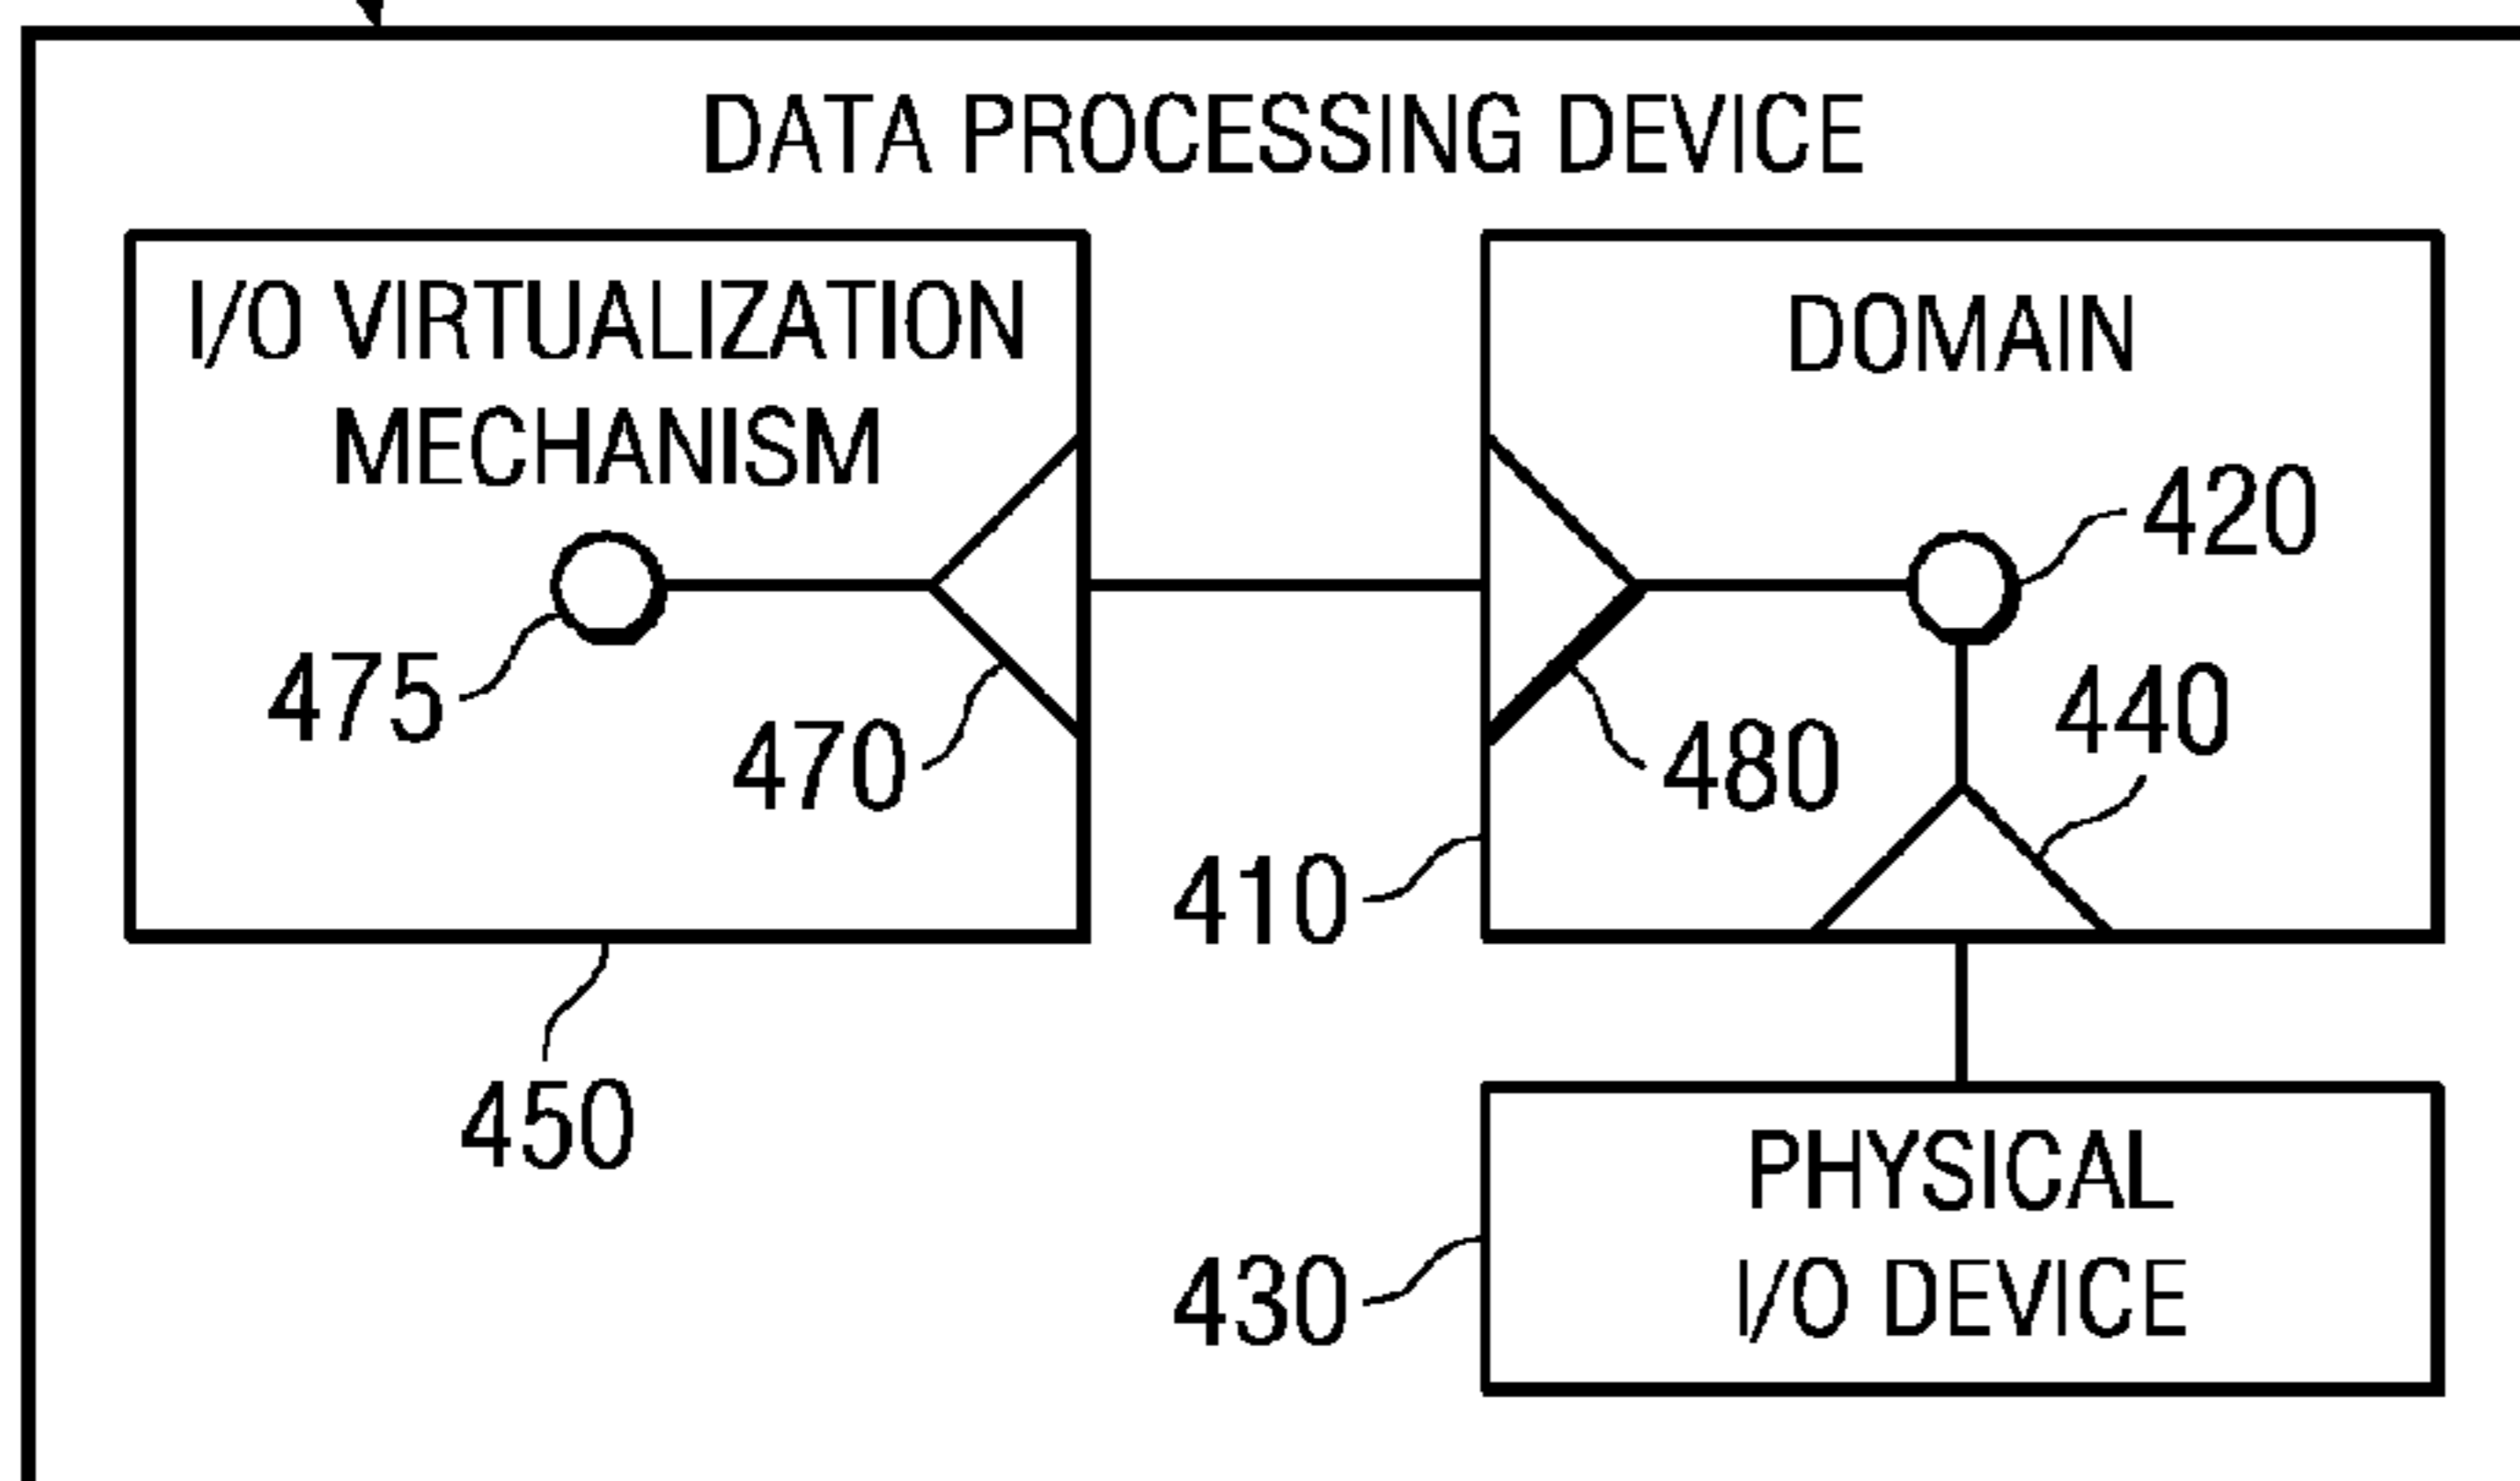 DATA PROCESSING DEVICE
I/O VIRTUALIZATION
MECHANISM
475
470
450
DOMAIN
420
480
440
410
PHYSICAL
I/O DEVICE
430